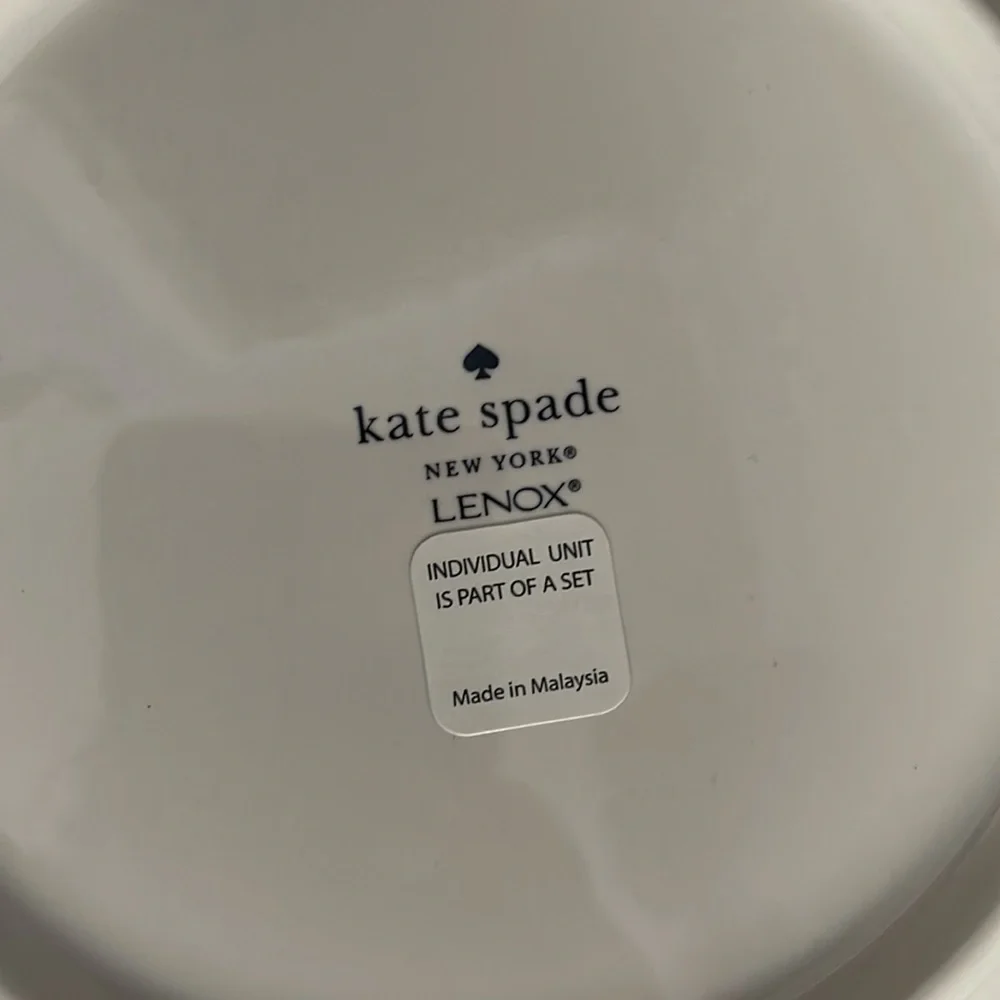 kate spade
NEW YORK®
LENOX®
INDIVIDUAL UNIT
IS PART OF A SET
Made in Malaysia